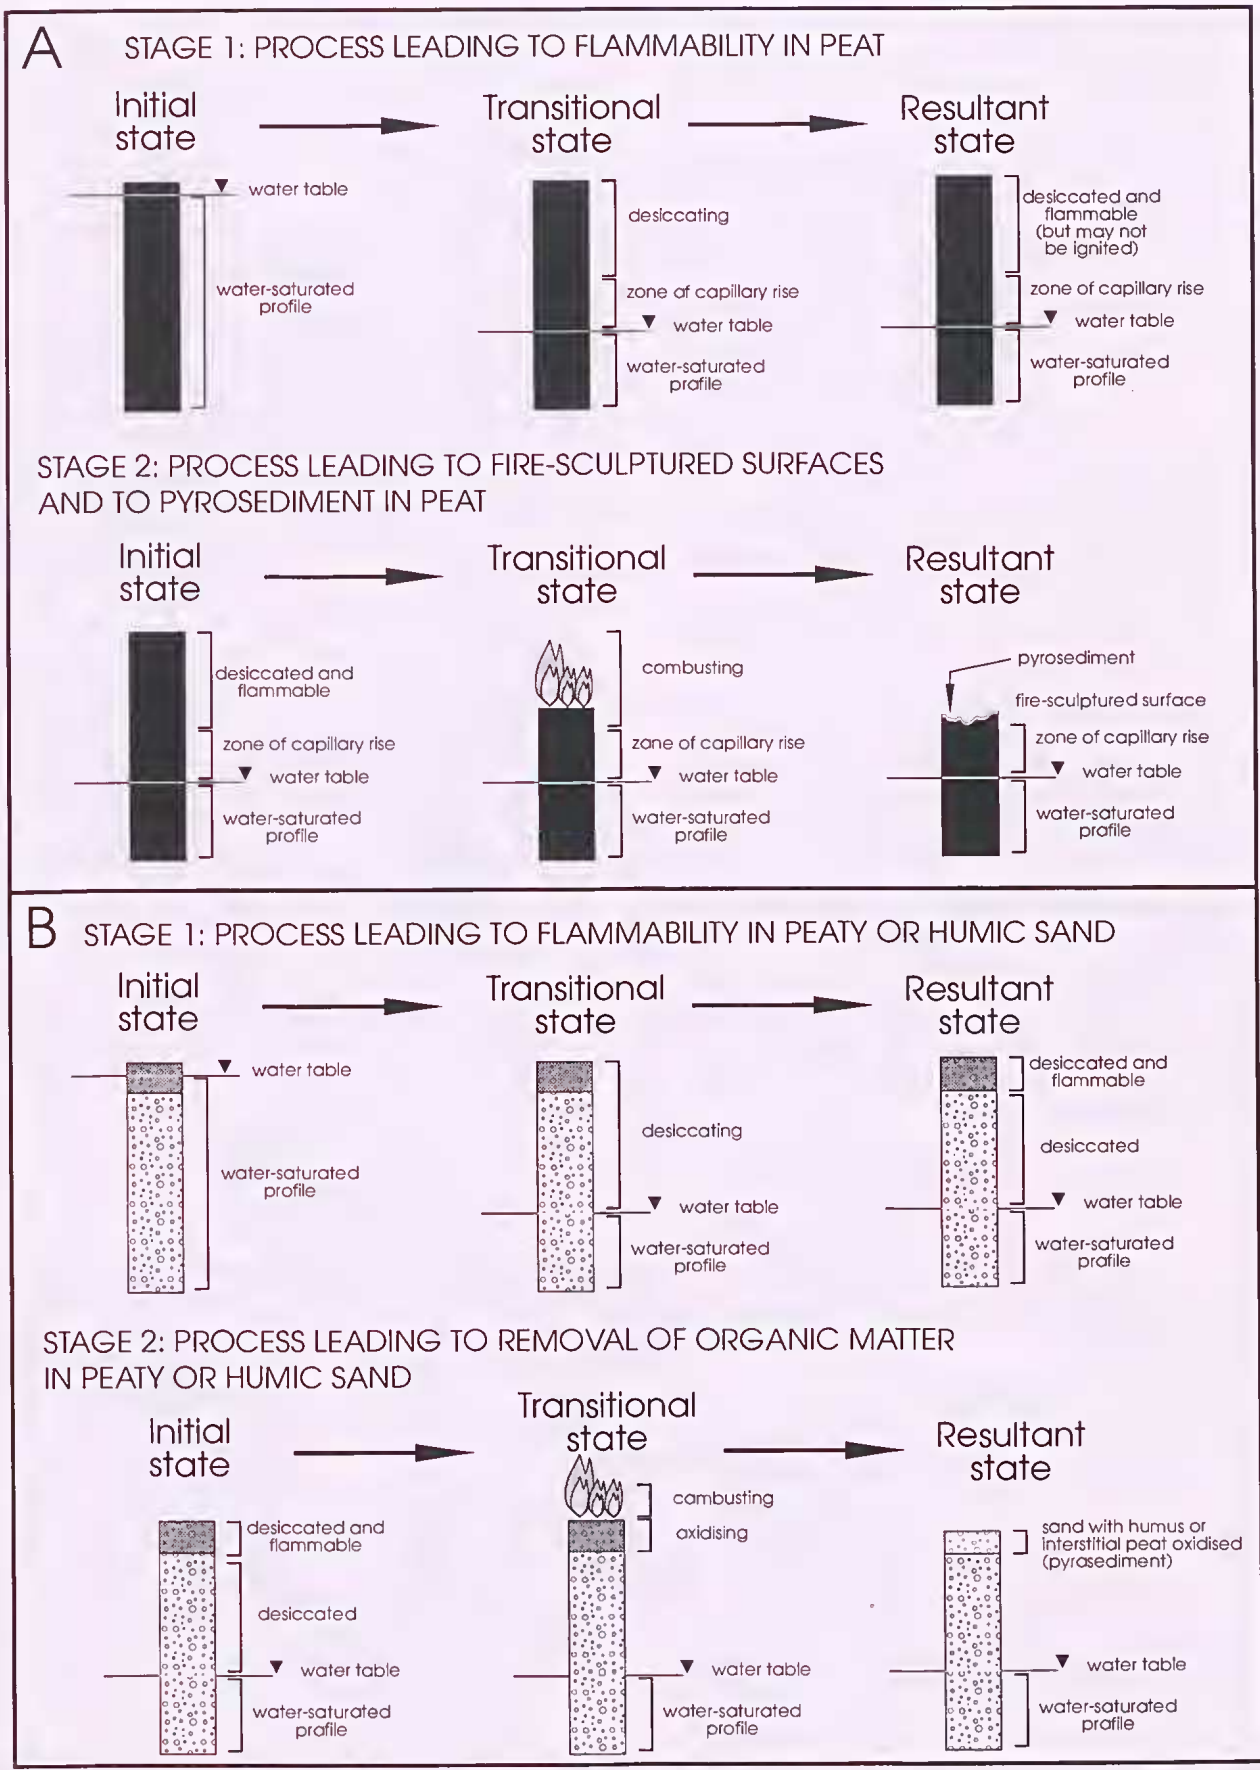 A
STAGE 1: PROCESS LEADING TO FLAMMABILITY IN PEAT
Initial
state
Transitional
state
Resultant
state
water table
water-saturated
profile
desiccating
zone of capillary rise
water table
water-saturated
profile
desiccated and
flammable
(but may not
be ignited)
zone of capillary rise
water table
water-saturated
profile
STAGE 2: PROCESS LEADING TO FIRE-SCULPTURED SURFACES
AND TO PYROSEDIMENT IN PEAT
Initial
state
Transitional
state
Resultant
state
desiccated and
flammable
zone of capillary rise
water table
water-saturated
profile
combusting
zone of capillary rise
water table
water-saturated
profile
pyrosediment
fire-sculptured surface
zone of capillary rise
water table
water-saturated
profile
B
STAGE 1: PROCESS LEADING TO FLAMMABILITY IN PEATY OR HUMIC SAND
Initial
state
Transitional
state
Resultant
state
water table
water-saturated
profile
desiccating
water table
water-saturated
profile
desiccated and
flammable
desiccated
water table
water-saturated
profile
STAGE 2: PROCESS LEADING TO REMOVAL OF ORGANIC MATTER
IN PEATY OR HUMIC SAND
Initial
state
Transitional
state
Resultant
state
desiccated and
flammable
desiccated
water table
water-saturated
profile
combusting
oxidising
water table
water-saturated
profile
sand with humus or
interstitial peat oxidised
(pyrosediment)
water table
water-saturated
profile